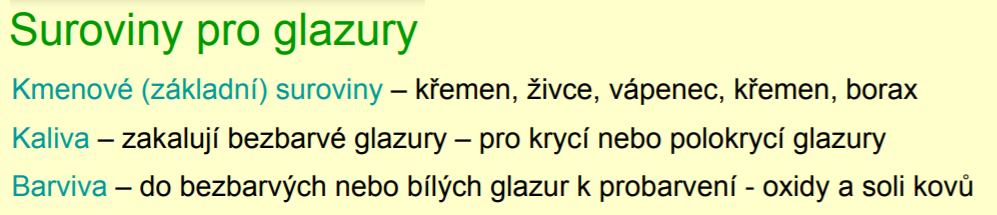 Suroviny pro glazury
Kmenové (základní) suroviny – křemen, živce, vápenec, křemen, borax
Kaliva – zakalují bezbarvé glazury – pro krycí nebo polokrycí glazury
Barviva – do bezbarvých nebo bílých glazur k probarvení - oxidy a soli kovů